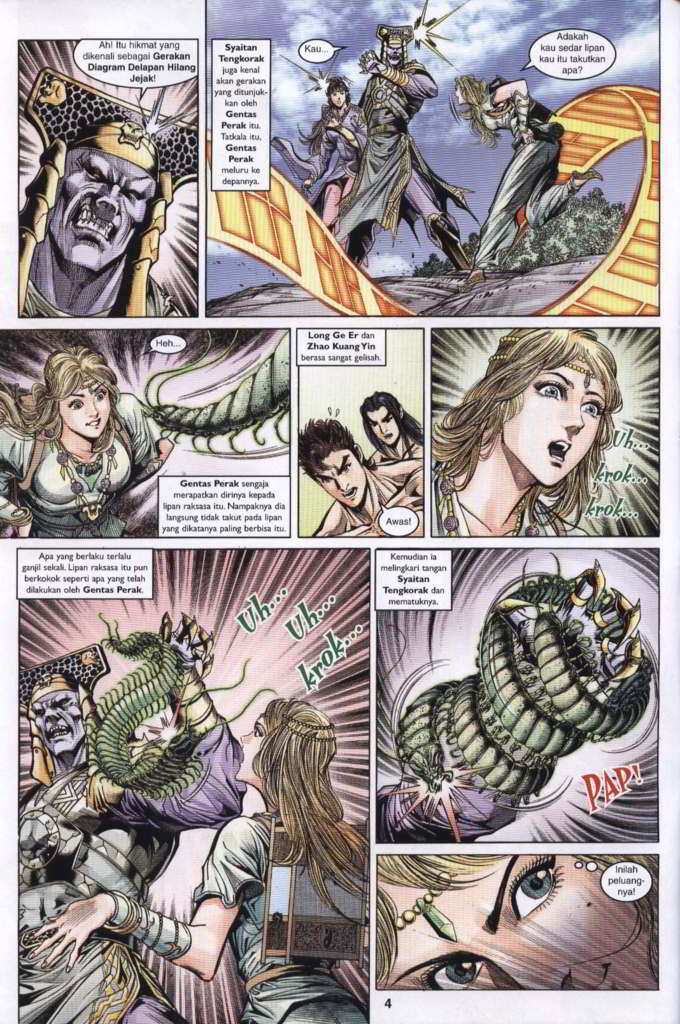 Ah! Itu hikmat yang
dikenali sebagai Gerakan
Diagram Delapan Hilang
Jejak!
Syaitan
Tengkorak
juga kenal
akan gerakan
yang ditunjuk-
kan oleh
Gentas
Perak itu.
Tatkala itu,
Gentas
Perak
meluru ke
depannya.
Kau...
Adakah
kau sedar lipan
kau itu takutkan
apa?
Heh...
Gentas Perak sengaja
merapatkan dirinya kepada
lipan raksasa itu. Nampaknya dia
langsung tidak takut pada lipan
yang dikatanya paling berbisa itu.
Long Ge Er dan
Zhao Kuang Yin
berasa sangat gelisah.
Awas!
Uh...
krok...
krok...
Apa yang berlaku terlalu
ganjil sekali. Lipan raksasa itu pun
berkokok seperti apa yang telah
dilakukan oleh Gentas Perak.
Uh...
Uh...
krok...
Kemudian ia
melingkari tangan
Syaitan
Tengkorak dan
mematuknya.
PAP!
Inilah
peluang-
nya!
4